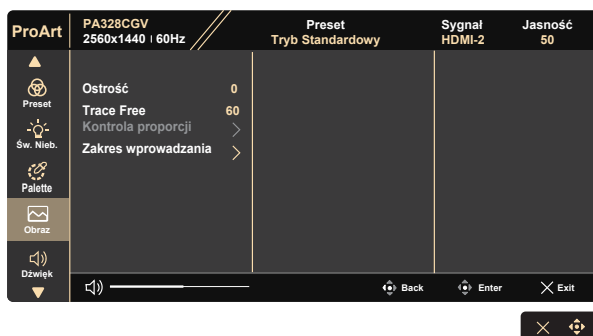 ProArt
PA328CGV
2560x1440 | 60Hz
Preset
Tryb Standardowy
Sygnał
HDMI-2
Jasność
50
Preset
Św. Nieb.
Palette
Obraz
Dźwięk
Ostrość 0
Trace Free 60
Kontrola proporcji
Zakres wprowadzania
Back
Enter
Exit